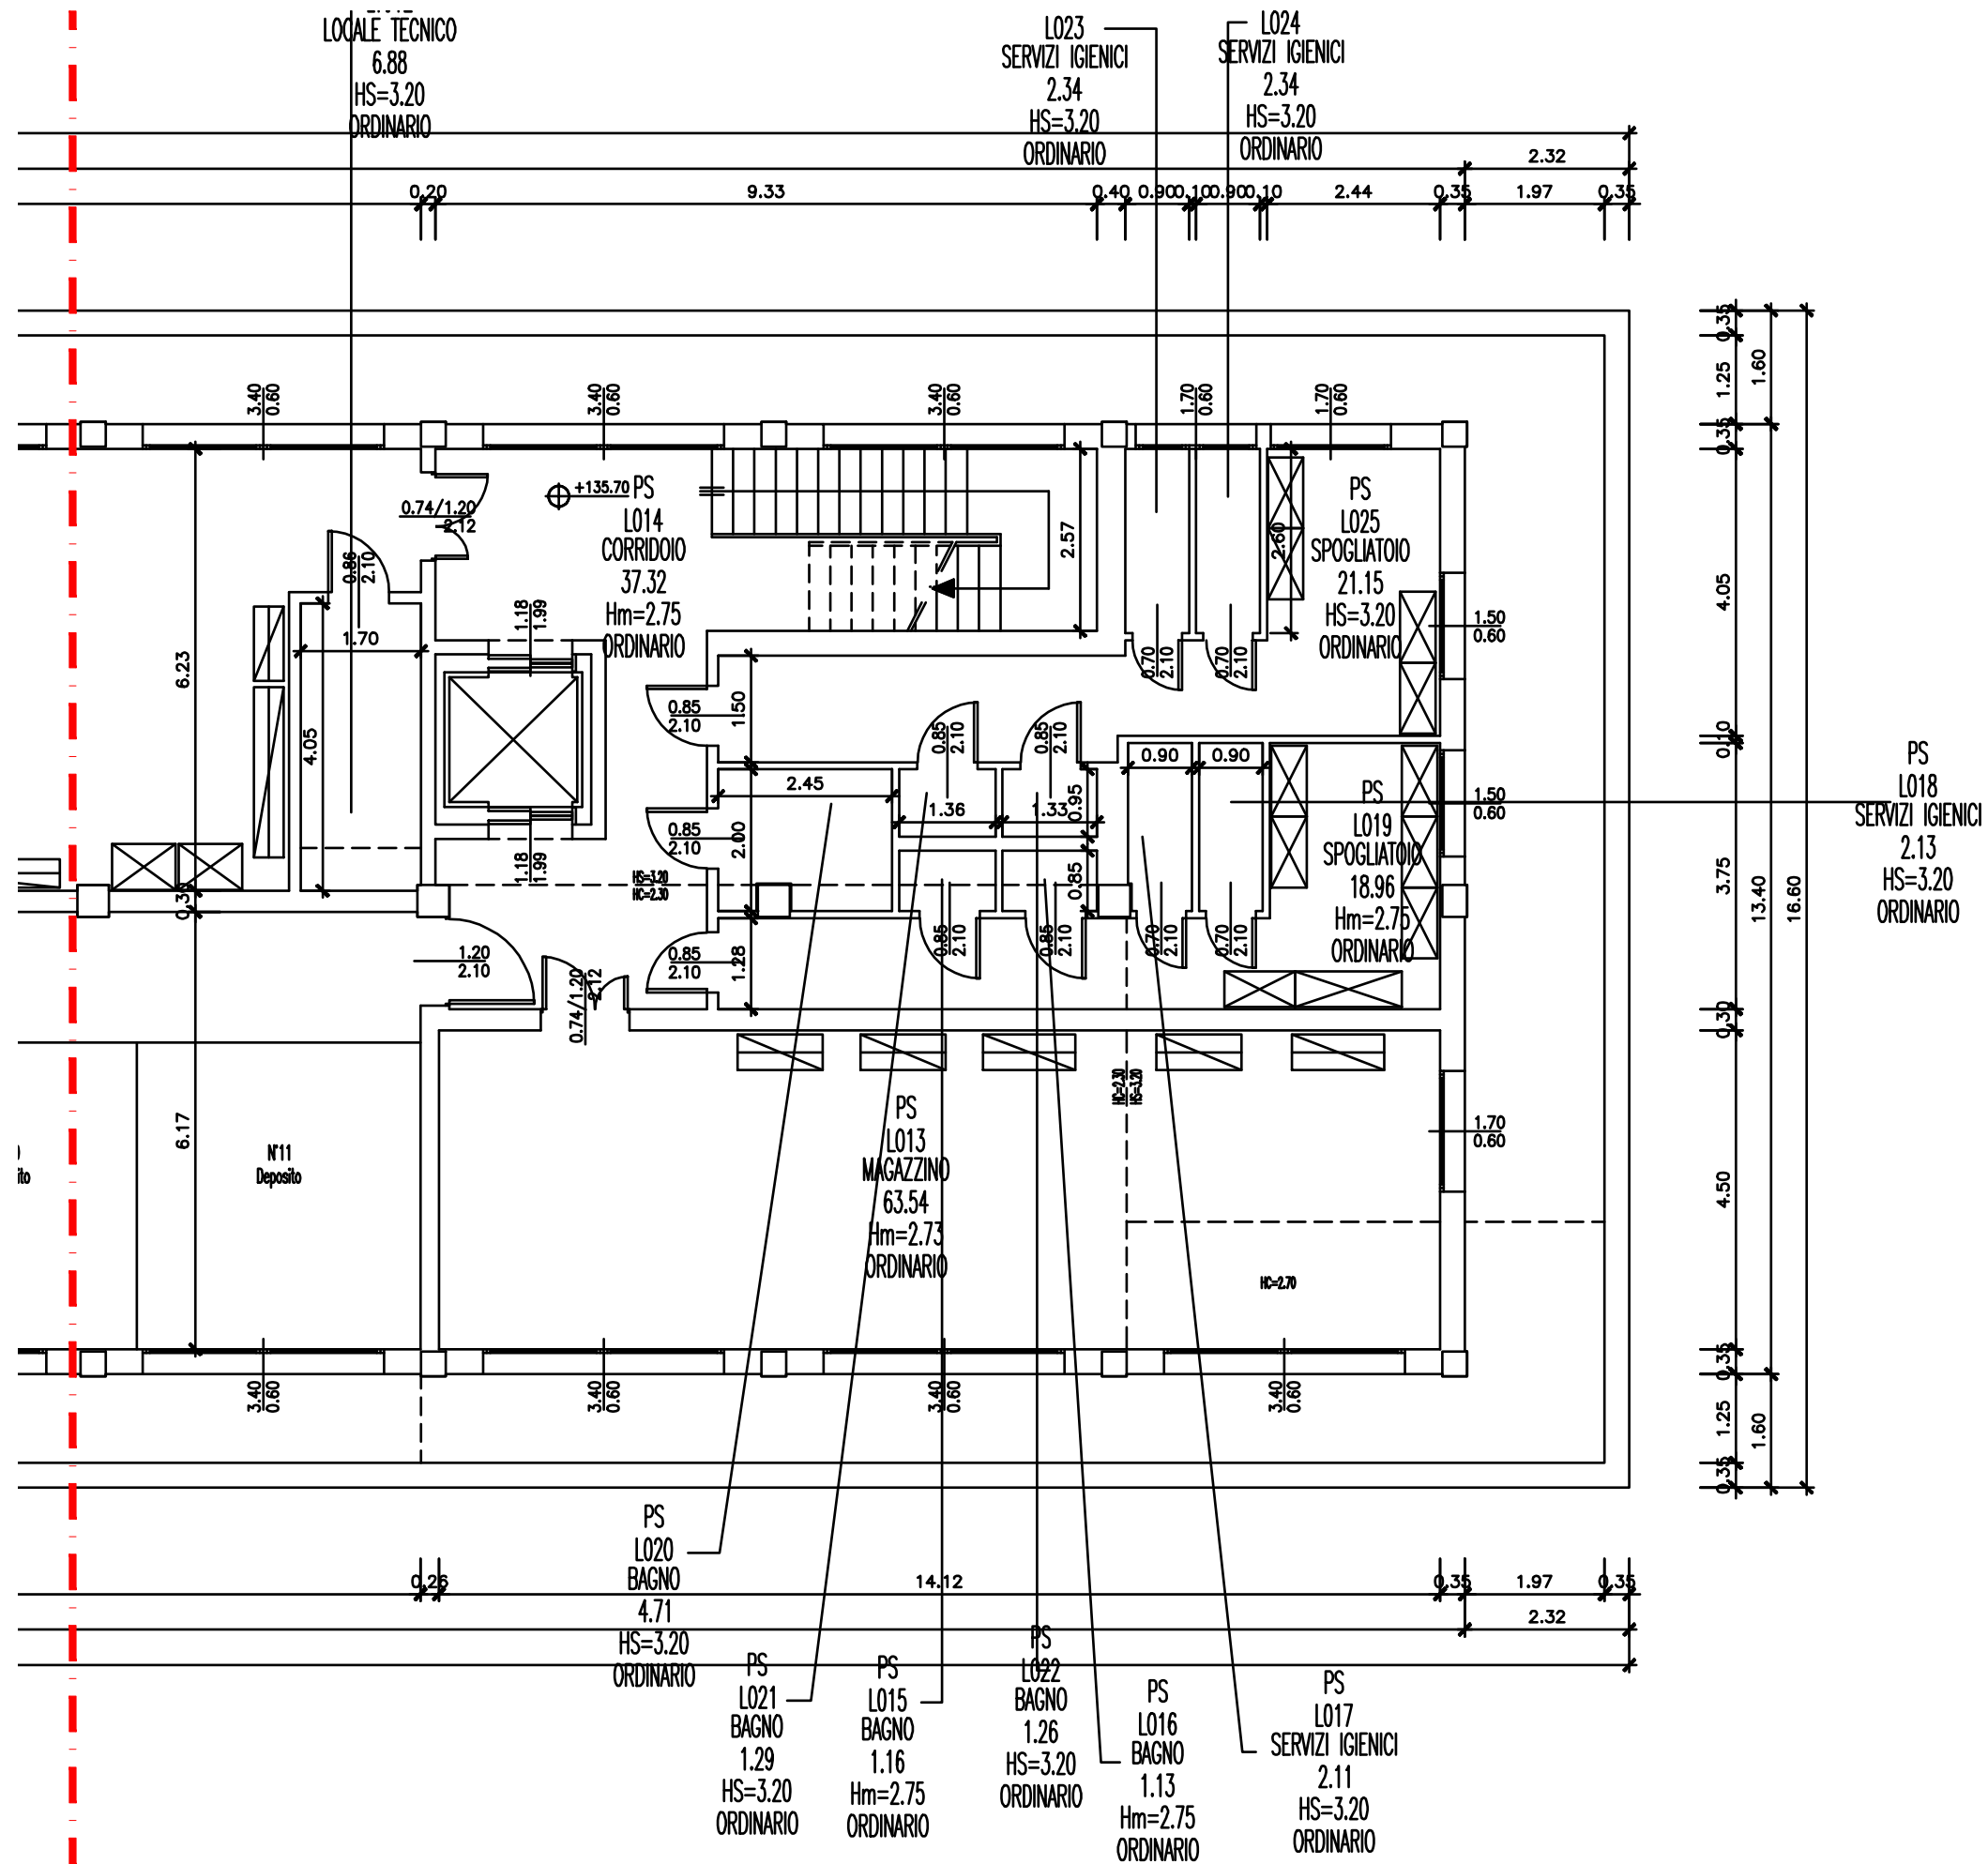 LOCALE TECNICO
6.88
HS=3.20
ORDINARIO
L023
SERVIZI IGIENICI
2.34
HS=3.20
ORDINARIO
L024
SERVIZI IGIENICI
2.34
HS=3.20
ORDINARIO
2.32
0.20
9.33
0.40
0.90
0.10
0.90
0.10
2.44
0.35
1.97
0.35
3.40
0.60
3.40
0.60
3.40
0.60
1.70
0.60
1.70
0.60
0.35
1.25
1.60
0.35
4.05
0.10
3.75
13.40
16.60
0.30
4.50
0.35
1.25
1.60
0.35
+135.70
PS
L014
CORRIDOIO
37.32
Hm=2.75
ORDINARIO
0.74/1.20
2.12
0.86
2.10
1.70
4.05
6.23
0.30
6.17
1.18
1.99
1.18
1.99
2.57
2.60
PS
L025
SPOGLIATOIO
21.15
HS=3.20
ORDINARIO
1.50
0.60
0.70
2.10
0.70
2.10
0.85
2.10
1.50
0.85
2.10
0.85
2.10
0.90
0.90
2.45
1.36
1.33
0.95
1.50
0.60
PS
L019
SPOGLIATOIO
18.96
Hm=2.75
ORDINARIO
PS
L018
SERVIZI IGIENICI
2.13
HS=3.20
ORDINARIO
0.85
2.10
2.00
0.85
HS=3.20
HC=2.30
0.85
2.10
0.85
2.10
0.70
2.10
0.70
2.10
0.85
2.10
1.28
1.20
2.10
0.74/1.20
2.12
HC=2.30
HS=3.20
1.70
0.60
PS
L013
MAGAZZINO
63.54
Hm=2.73
ORDINARIO
N°11
Deposito
HC=2.70
3.40
0.60
3.40
0.60
3.40
0.60
3.40
0.60
0.26
14.12
0.35
1.97
0.35
2.32
PS
L020
BAGNO
4.71
HS=3.20
ORDINARIO
PS
L021
BAGNO
1.29
HS=3.20
ORDINARIO
PS
L015
BAGNO
1.16
Hm=2.75
ORDINARIO
PS
L022
BAGNO
1.26
HS=3.20
ORDINARIO
PS
L016
BAGNO
1.13
Hm=2.75
ORDINARIO
PS
L017
SERVIZI IGIENICI
2.11
HS=3.20
ORDINARIO